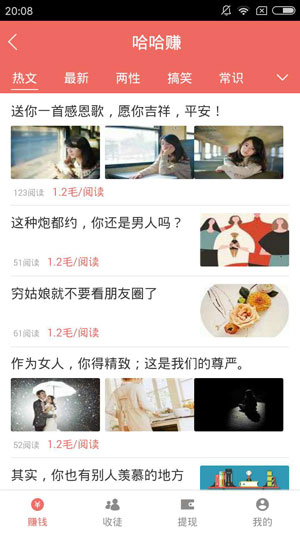 20:08
哈哈赚
热文 最新 两性 搞笑 常识
送你一首感恩歌，愿你吉祥，平安！
123阅读 1.2毛/阅读
这种炮都约，你还是男人吗？
51阅读 1.2毛/阅读
穷姑娘就不要看朋友圈了
61阅读 1.2毛/阅读
作为女人，你得精致；这是我们的尊严。
52阅读 1.2毛/阅读
其实，你也有别人羡慕的地方
赚钱 收徒 提现 我的